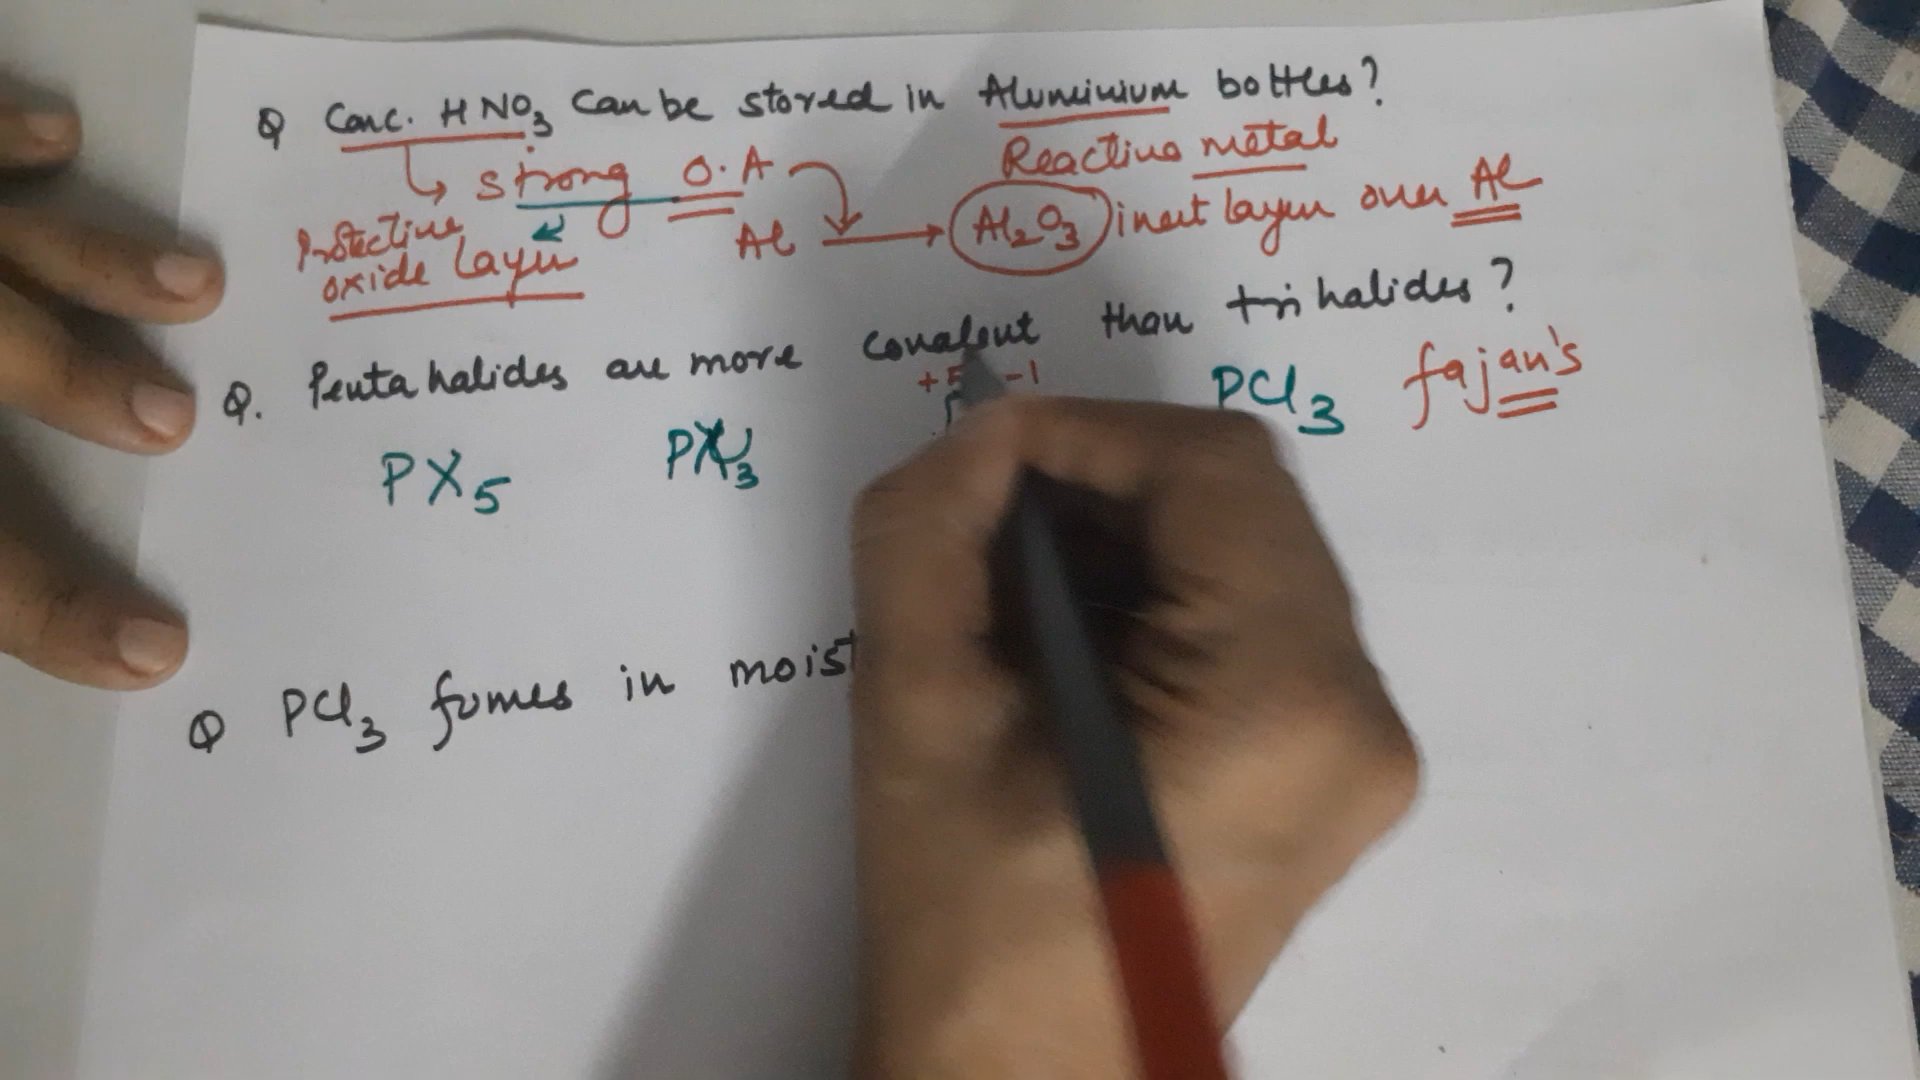 Q Conc. HNO3 can be stored in Aluminium bottles?
Reactive metal
strong O.A
Protective oxide layer
Al → Al2O3 inert layer over Al
Q. Penta halides are more covalent than tri halides?
+5 -1
PCl3 fajan's
PX5 PX3
Q PCl3 fumes in moist